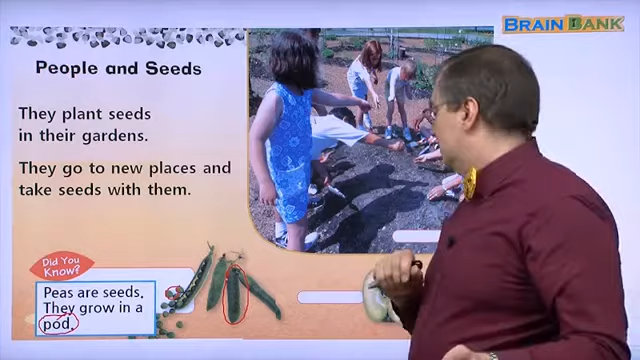 BRAIN BANK
People and Seeds
They plant seeds
in their gardens.
They go to new places and
take seeds with them.
Did You
Know?
Peas are seeds.
They grow in a
pod.